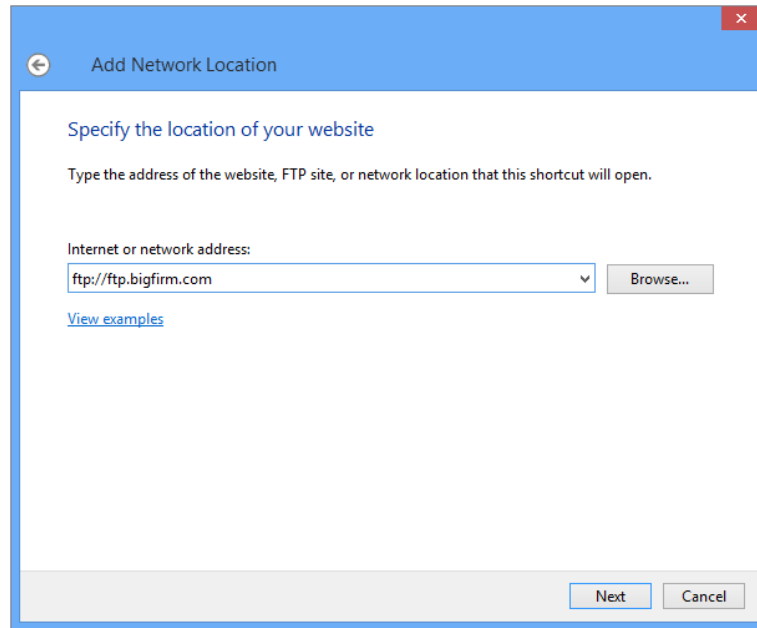 Add Network Location
Specify the location of your website
Type the address of the website, FTP site, or network location that this shortcut will open.
Internet or network address:
ftp://ftp.bigfirm.com
Browse...
View examples
Next
Cancel